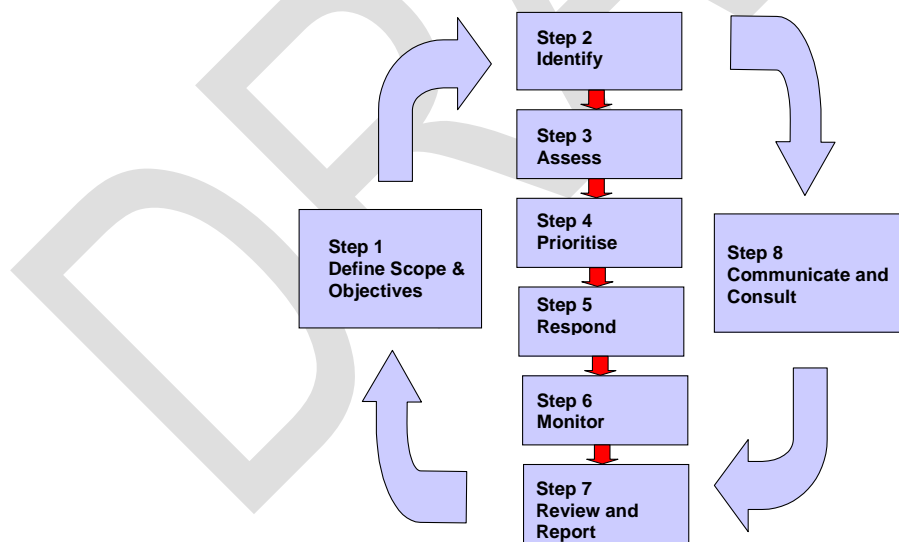 Step 1
Define Scope &
Objectives
Step 2
Identify
Step 3
Assess
Step 4
Prioritise
Step 5
Respond
Step 6
Monitor
Step 7
Review and
Report
Step 8
Communicate and
Consult